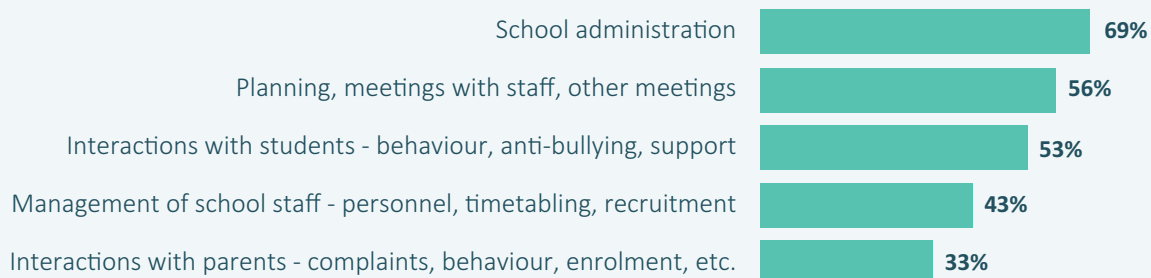 School administration 69%
Planning, meetings with staff, other meetings 56%
Interactions with students - behaviour, anti-bullying, support 53%
Management of school staff - personnel, timetabling, recruitment 43%
Interactions with parents - complaints, behaviour, enrolment, etc. 33%